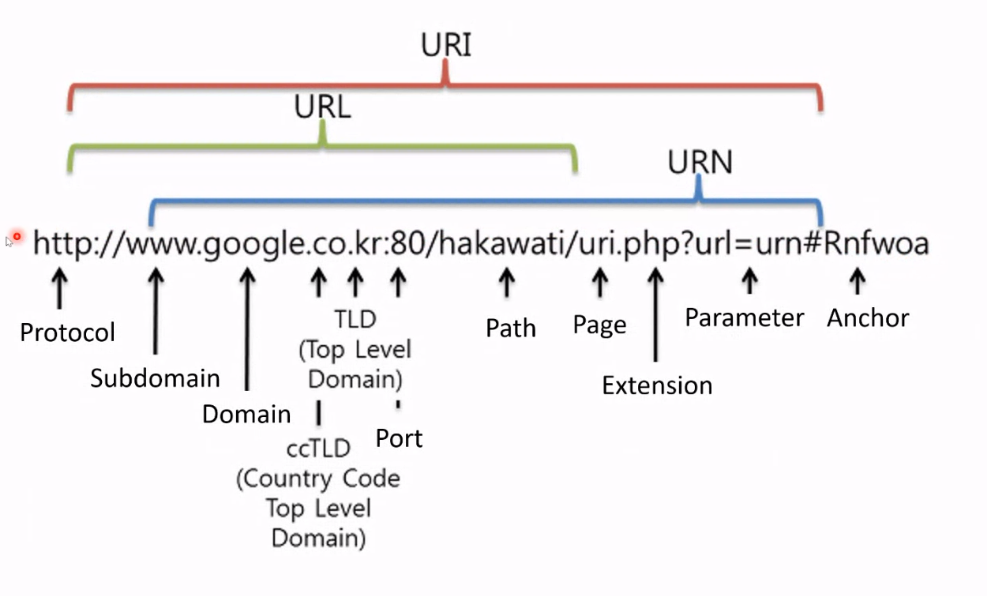 URI
URL
URN
http://www.google.co.kr:80/hakawati/uri.php?url=urn#Rnfwoa
Protocol
Subdomain
Domain
TLD
(Top Level
Domain)
ccTLD
(Country Code
Top Level
Domain)
Port
Path
Page
Extension
Parameter
Anchor